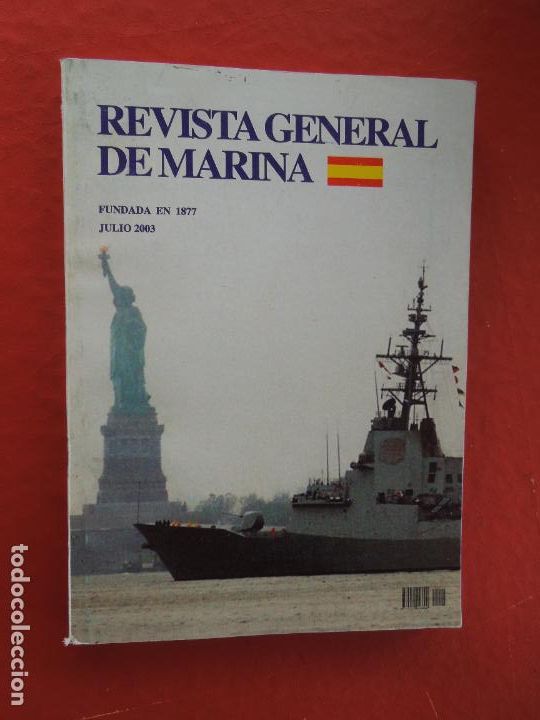 REVISTA GENERAL
DE MARINA
FUNDADA EN 1877
JULIO 2003
todocoleccion